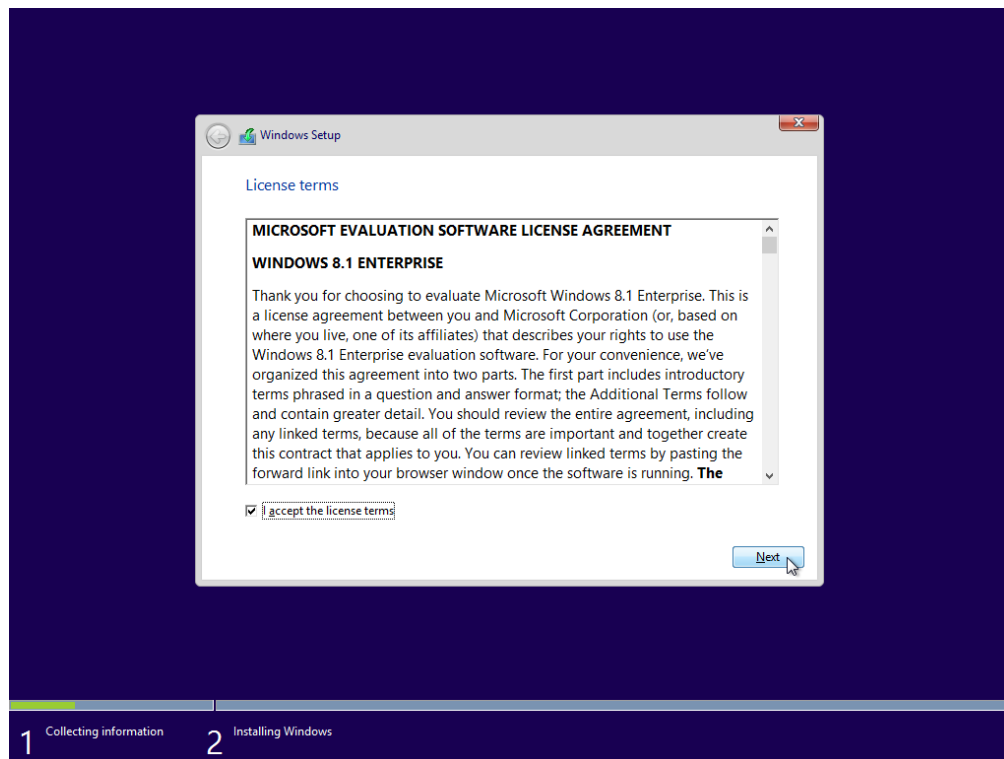 Windows Setup
License terms
MICROSOFT EVALUATION SOFTWARE LICENSE AGREEMENT
WINDOWS 8.1 ENTERPRISE
Thank you for choosing to evaluate Microsoft Windows 8.1 Enterprise. This is
a license agreement between you and Microsoft Corporation (or, based on
where you live, one of its affiliates) that describes your rights to use the
Windows 8.1 Enterprise evaluation software. For your convenience, we've
organized this agreement into two parts. The first part includes introductory
terms phrased in a question and answer format; the Additional Terms follow
and contain greater detail. You should review the entire agreement, including
any linked terms, because all of the terms are important and together create
this contract that applies to you. You can review linked terms by pasting the
forward link into your browser window once the software is running. The
I accept the license terms
Next
1 Collecting information
2 Installing Windows